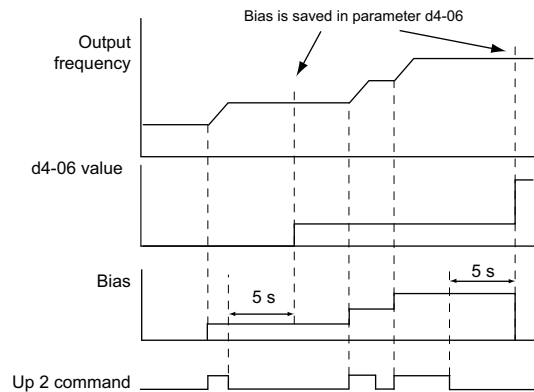 Bias is saved in parameter d4-06
Output
frequency
d4-06 value
Bias
5 s
5 s
Up 2 command